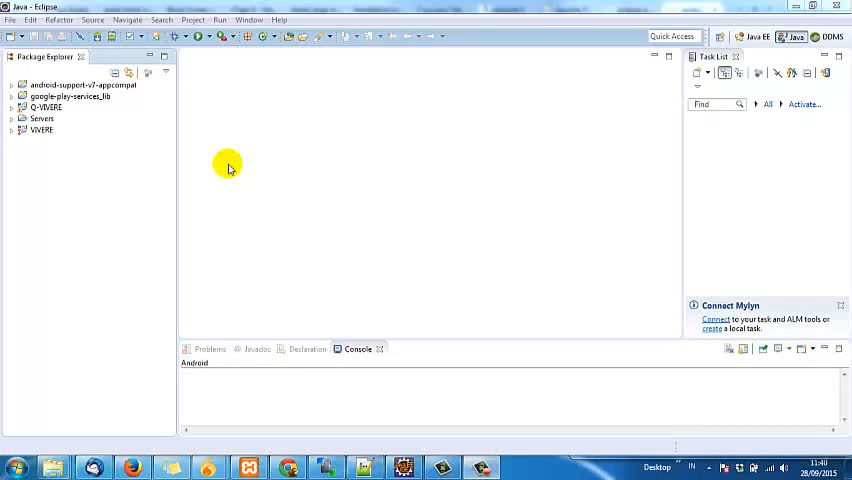 Java - Eclipse
File Edit Refactor Source Navigate Search Project Run Window Help
Quick Access
Java EE
Java
DDMS
Package Explorer
android-support-v7-appcompat
google-play-services_lib
Q-VIVERE
Servers
VIVERE
Task List
Find
All
Activate...
Connect Mylyn
Connect to your task and ALM tools or
create a local task.
Problems
@ Javadoc
Declaration
Console
Android
Desktop
IN
11:40
28/09/2015